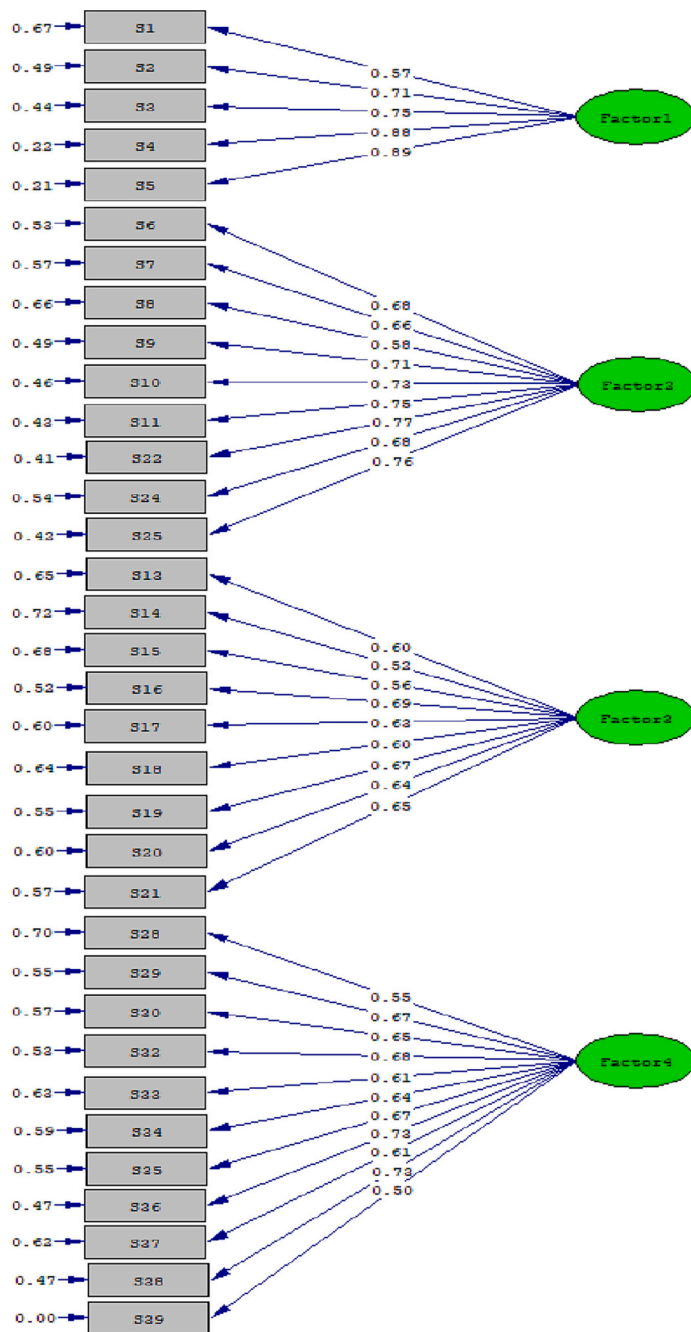 0.67 S1
0.57
0.49 S2
0.71
0.44 S3
0.75
Factor1
0.22 S4
0.88
0.21 S5
0.89
0.53 S6
0.68
0.57 S7
0.66
0.66 S8
0.58
0.49 S9
0.71
0.46 S10
0.73
Factor3
0.43 S11
0.75
0.41 S22
0.77
0.54 S24
0.68
0.42 S25
0.76
0.65 S13
0.60
0.72 S14
0.52
0.68 S15
0.56
0.52 S16
0.69
0.60 S17
0.63
Factor2
0.64 S18
0.60
0.55 S19
0.67
0.60 S20
0.64
0.57 S21
0.65
0.70 S28
0.55
0.55 S29
0.67
0.57 S30
0.65
0.53 S32
0.68
Factor4
0.63 S33
0.61
0.59 S34
0.64
0.55 S35
0.67
0.47 S36
0.73
0.62 S37
0.61
0.47 S38
0.73
0.00 S39
0.50